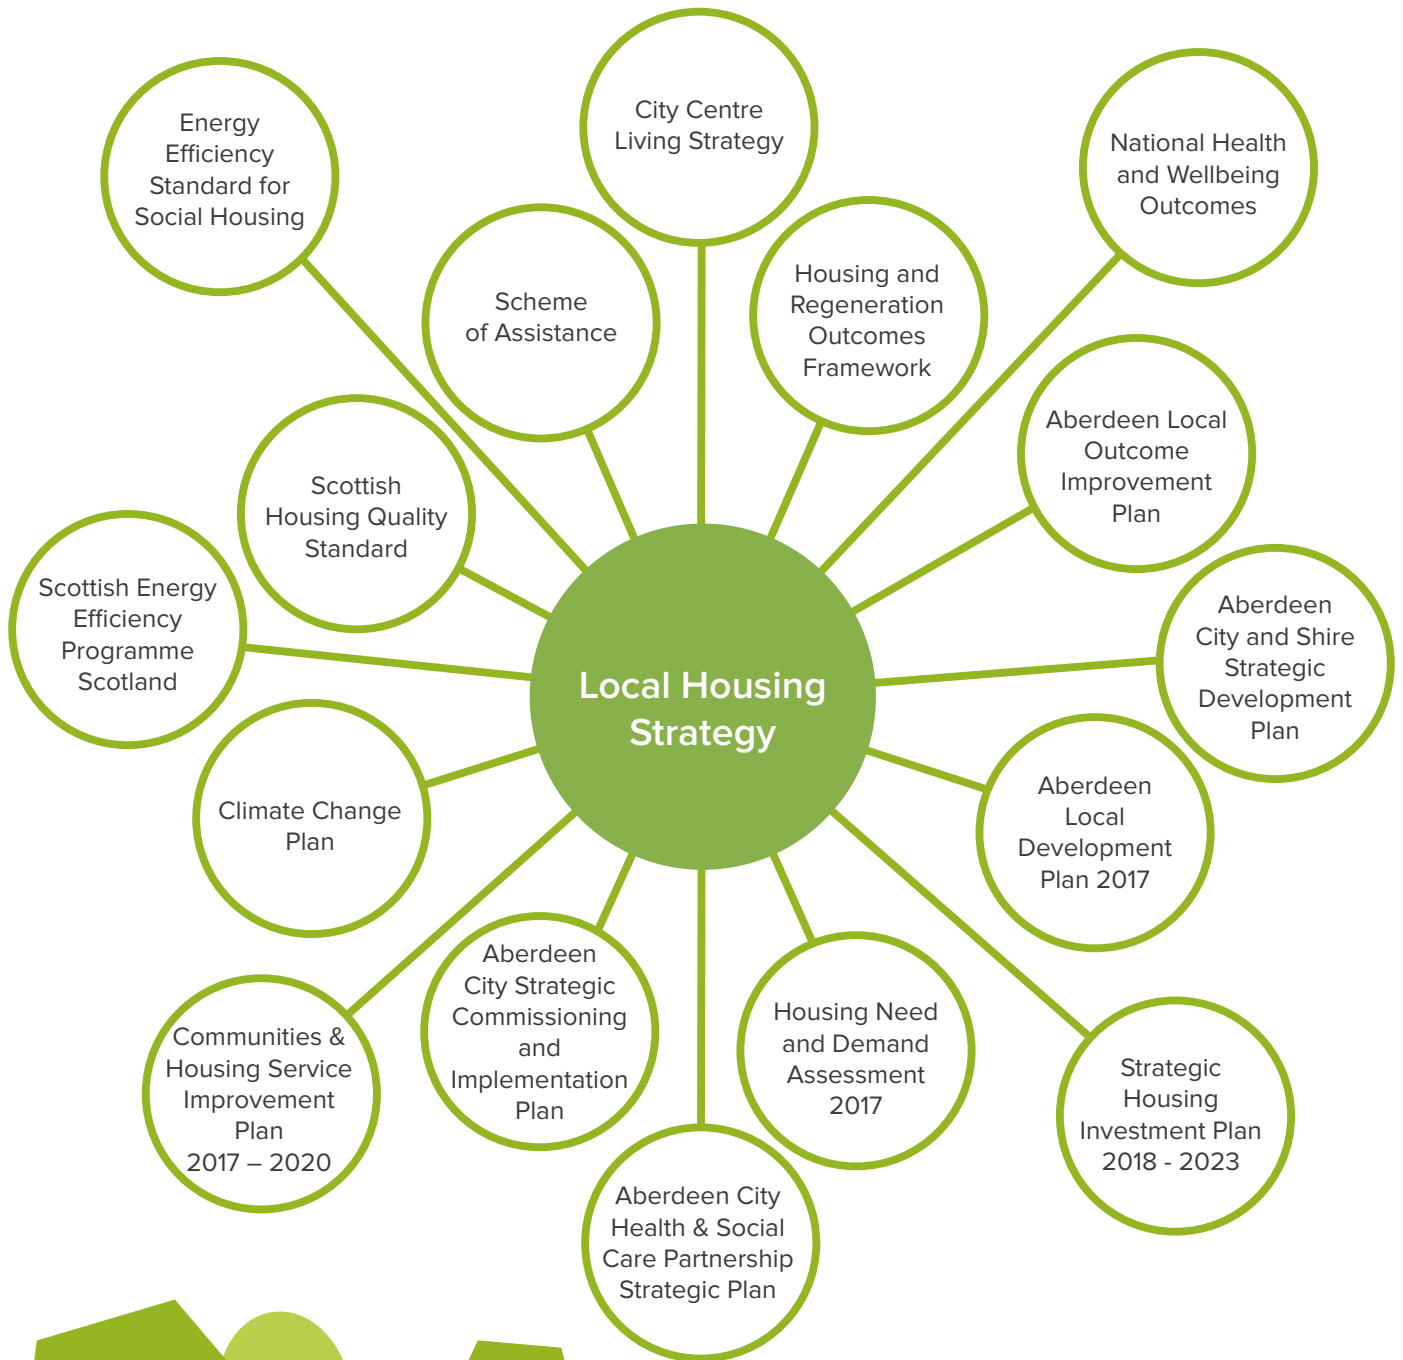 City Centre
Living Strategy
Energy
Efficiency
Standard for
Social Housing
National Health
and Wellbeing
Outcomes
Scheme
of Assistance
Housing and
Regeneration
Outcomes
Framework
Aberdeen Local
Outcome
Improvement
Plan
Scottish
Housing Quality
Standard
Scottish Energy
Efficiency
Programme
Scotland
Aberdeen
City and Shire
Strategic
Development
Plan
Local Housing
Strategy
Climate Change
Plan
Aberdeen
Local
Development
Plan 2017
Communities &
Housing Service
Improvement
Plan
2017 – 2020
Aberdeen
City Strategic
Commissioning
and
Implementation
Plan
Housing Need
and Demand
Assessment
2017
Strategic
Housing
Investment Plan
2018 - 2023
Aberdeen City
Health & Social
Care Partnership
Strategic Plan